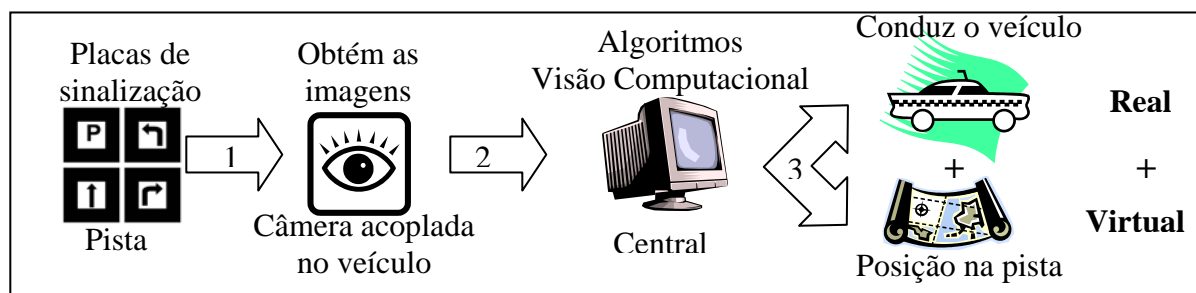 Placas de
sinalização
P
Pista
1
Obtém as
imagens
Câmera acoplada
no veículo
2
Algoritmos
Visão Computacional
Central
3
Conduz o veículo
+
Posição na pista
Real
+
Virtual